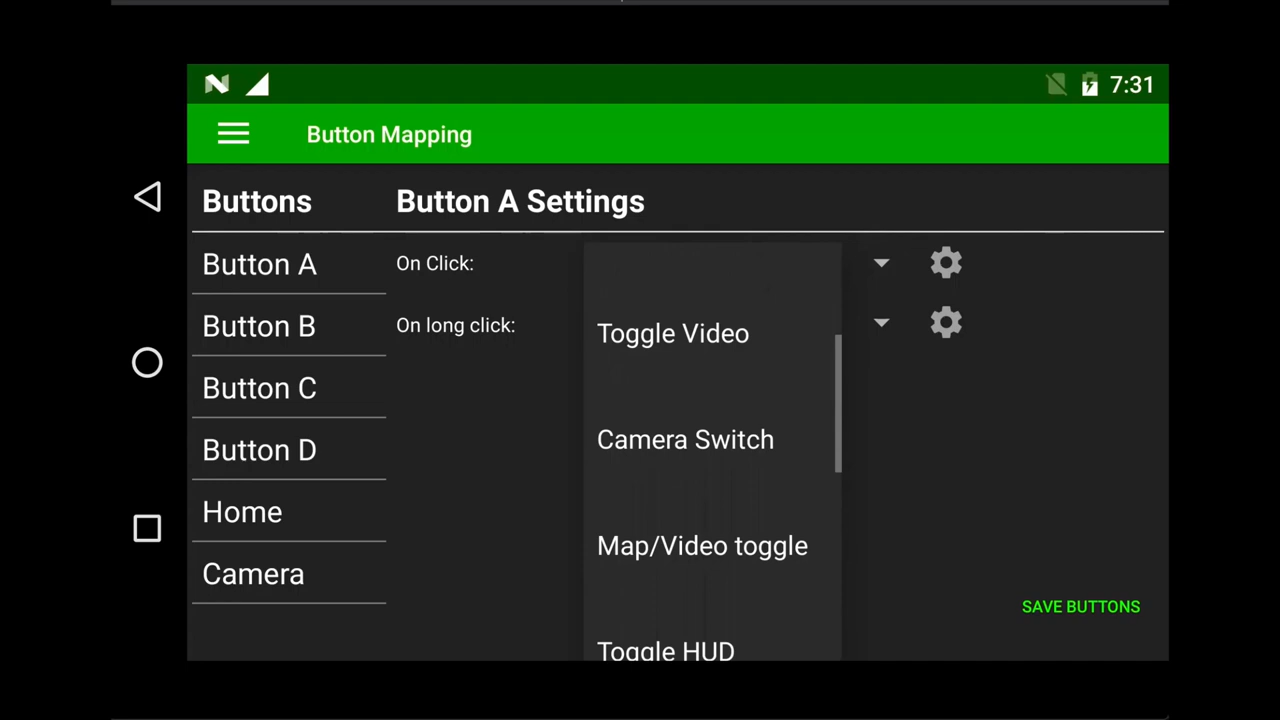 7:31
Button Mapping
Buttons
Button A Settings
Button A
On Click:
Button B
On long click:
Toggle Video
Button C
Camera Switch
Button D
Home
Map/Video toggle
Camera
SAVE BUTTONS
Toggle HUD